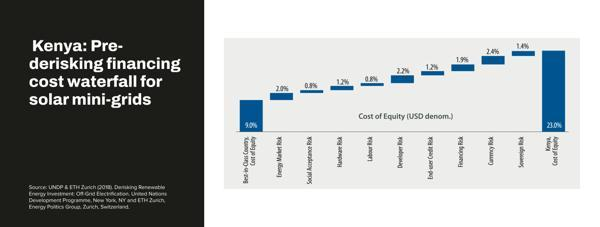 Kenya: Pre-
derisking financing
cost waterfall for
solar mini-grids
Source: UNDP & ETH Zurich (2018). Derisking Renewable
Energy Investment: Off-Grid Electrification. United Nations
Development Programme, New York, NY and ETH Zurich,
Energy Politics Group, Zurich, Switzerland.
9.0%
2.0%
0.8%
1.2%
0.8%
2.2%
1.2%
1.9%
2.4%
1.4%
23.0%
Cost of Equity (USD denom.)
Best-in-Class Country,
Cost of Equity
Energy Market Risk
Social Acceptance Risk
Hardware Risk
Labour Risk
Developer Risk
End-user Credit Risk
Financing Risk
Currency Risk
Sovereign Risk
Kenya,
Cost of Equity